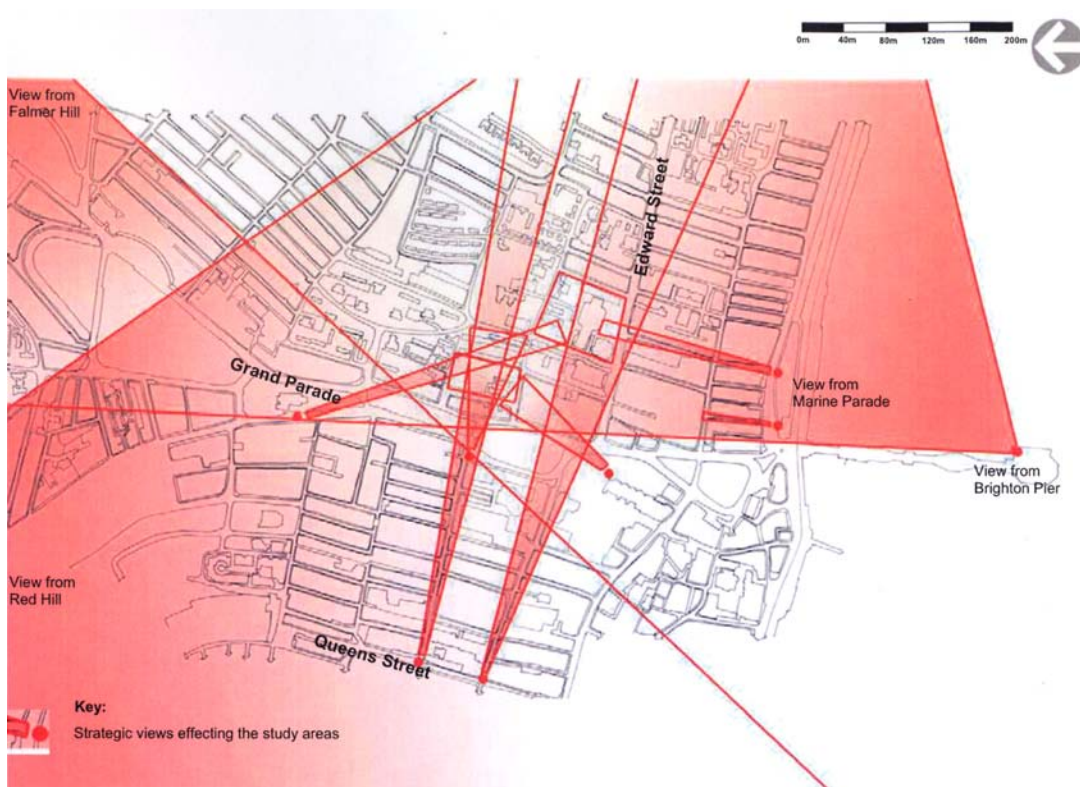 0m 40m 80m 120m 160m 200m
View from
Falmer Hill
Edward Street
Grand Parade
View from
Marine Parade
View from
Brighton Pier
View from
Red Hill
Queens Street
Key:
Strategic views effecting the study areas